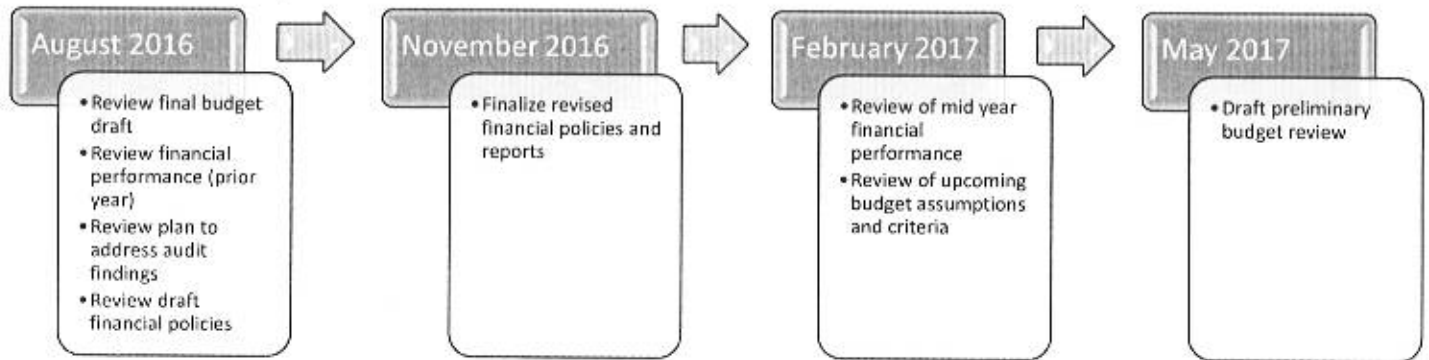 August 2016
• Review final budget
draft
• Review financial
performance (prior
year)
• Review plan to
address audit
findings
• Review draft
financial policies
November 2016
• Finalize revised
financial policies and
reports
February 2017
• Review of mid year
financial
performance
• Review of upcoming
budget assumptions
and criteria
May 2017
• Draft preliminary
budget review